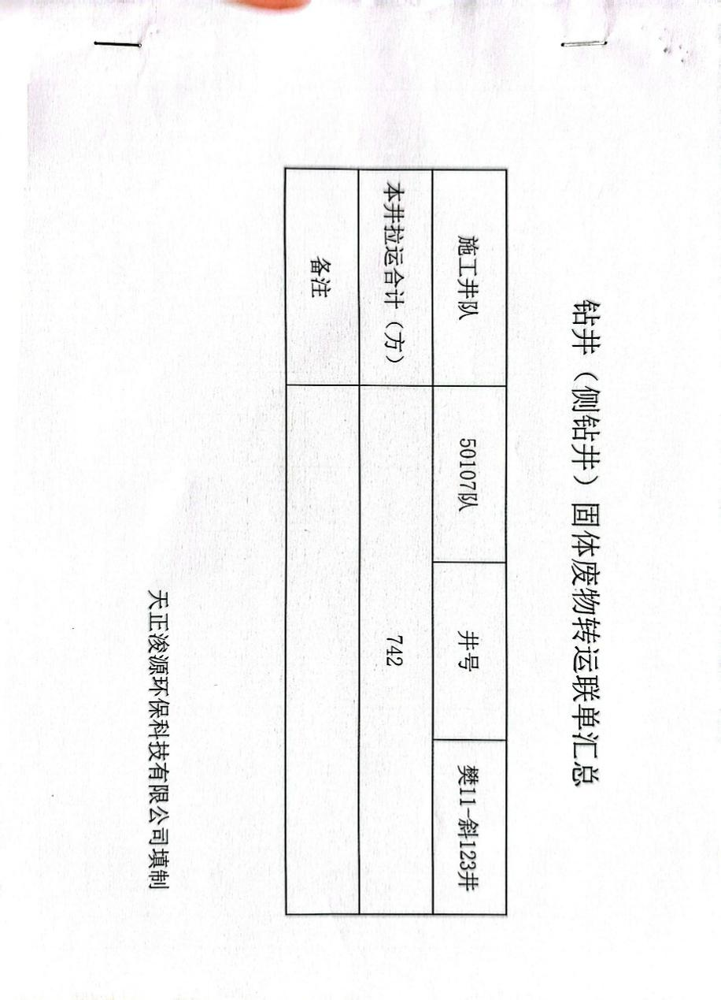 钻井（侧钻井）固体废物转运联单汇总
施工井队 50107队 井号 樊11-斜123井
本井拉运合计（方） 742
备注
天正浚源环保科技有限公司填制